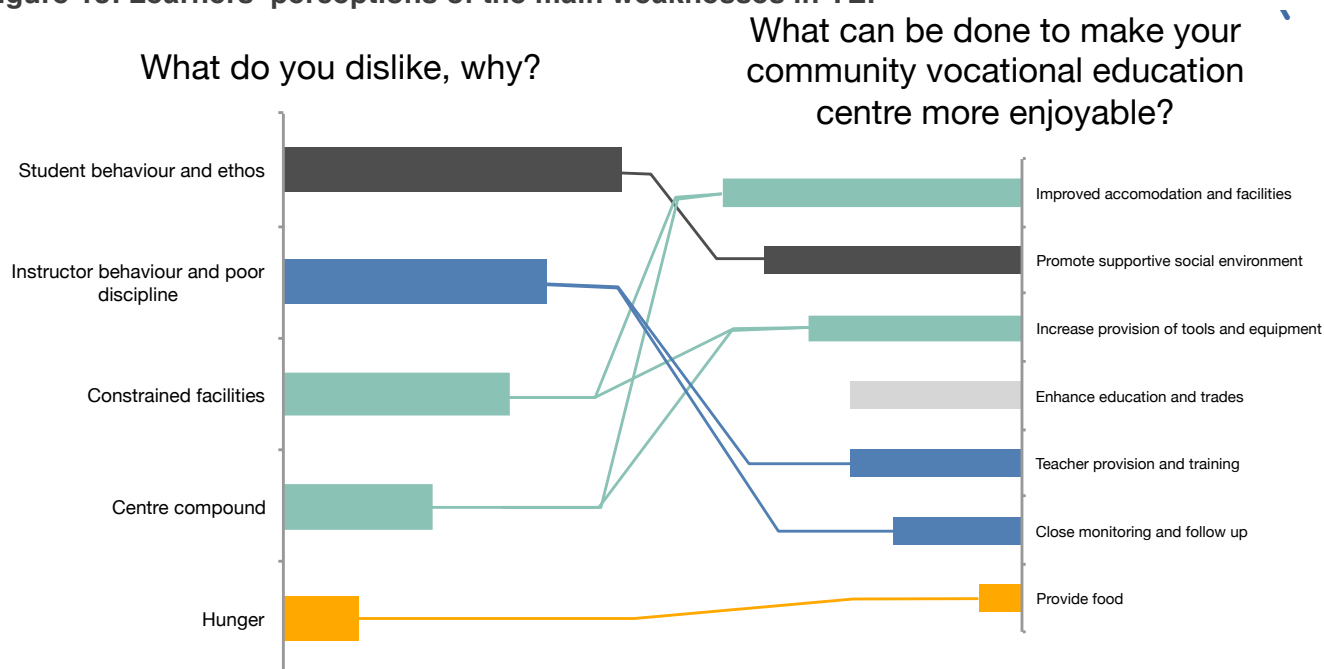 What do you dislike, why?
What can be done to make your
community vocational education
centre more enjoyable?
Student behaviour and ethos
Instructor behaviour and poor
discipline
Constrained facilities
Centre compound
Hunger
Improved accomodation and facilities
Promote supportive social environment
Increase provision of tools and equipment
Enhance education and trades
Teacher provision and training
Close monitoring and follow up
Provide food